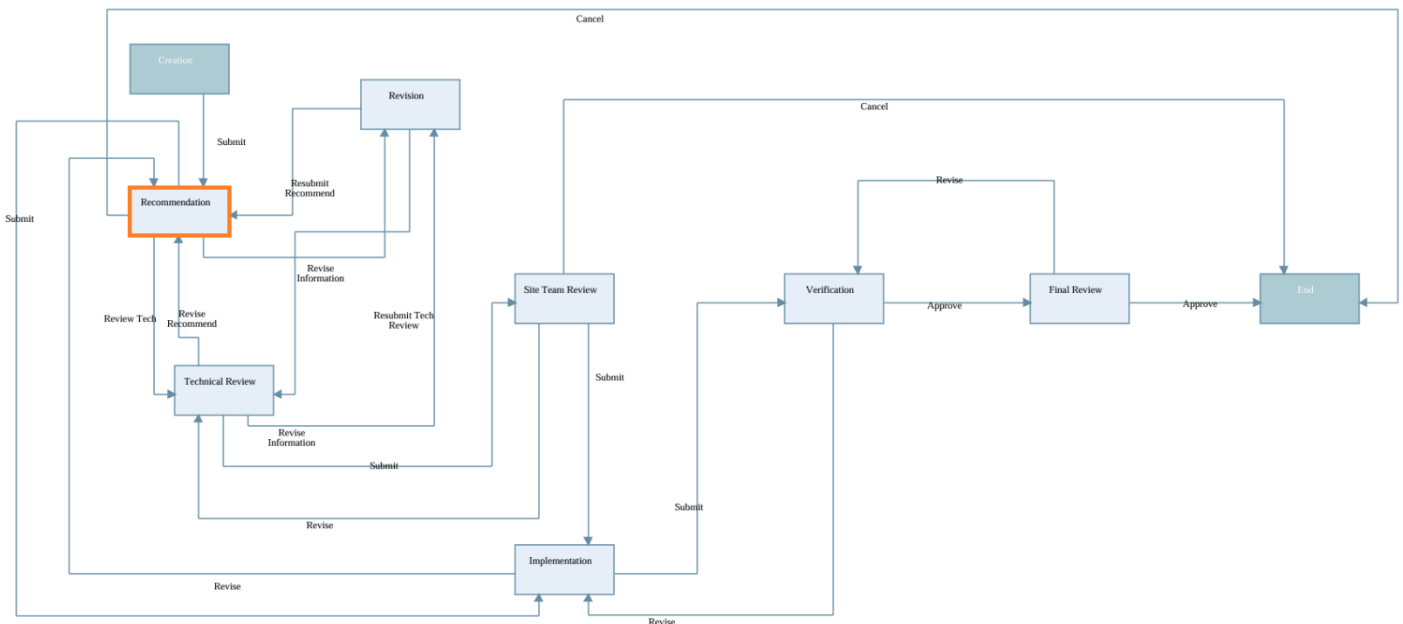 Cancel
Creation
Revision
Cancel
Submit
Resubmit
Recommend
Revise
Recommendation
Submit
Revise
Information
Site Team Review
Verification
Final Review
End
Approve
Approve
Review Tech
Revise
Recommend
Resubmit Tech
Review
Technical Review
Submit
Revise
Information
Submit
Submit
Revise
Implementation
Revise
Revise